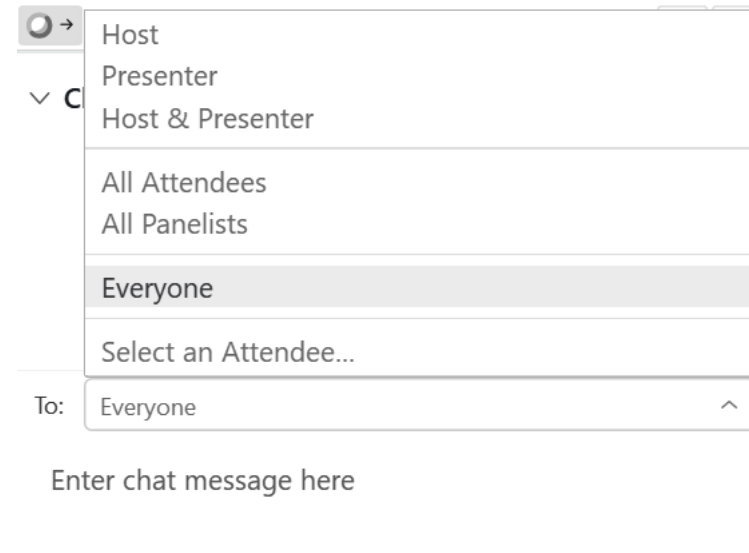 Host
Presenter
Host & Presenter
All Attendees
All Panelists
Everyone
Select an Attendee...
To: Everyone
Enter chat message here